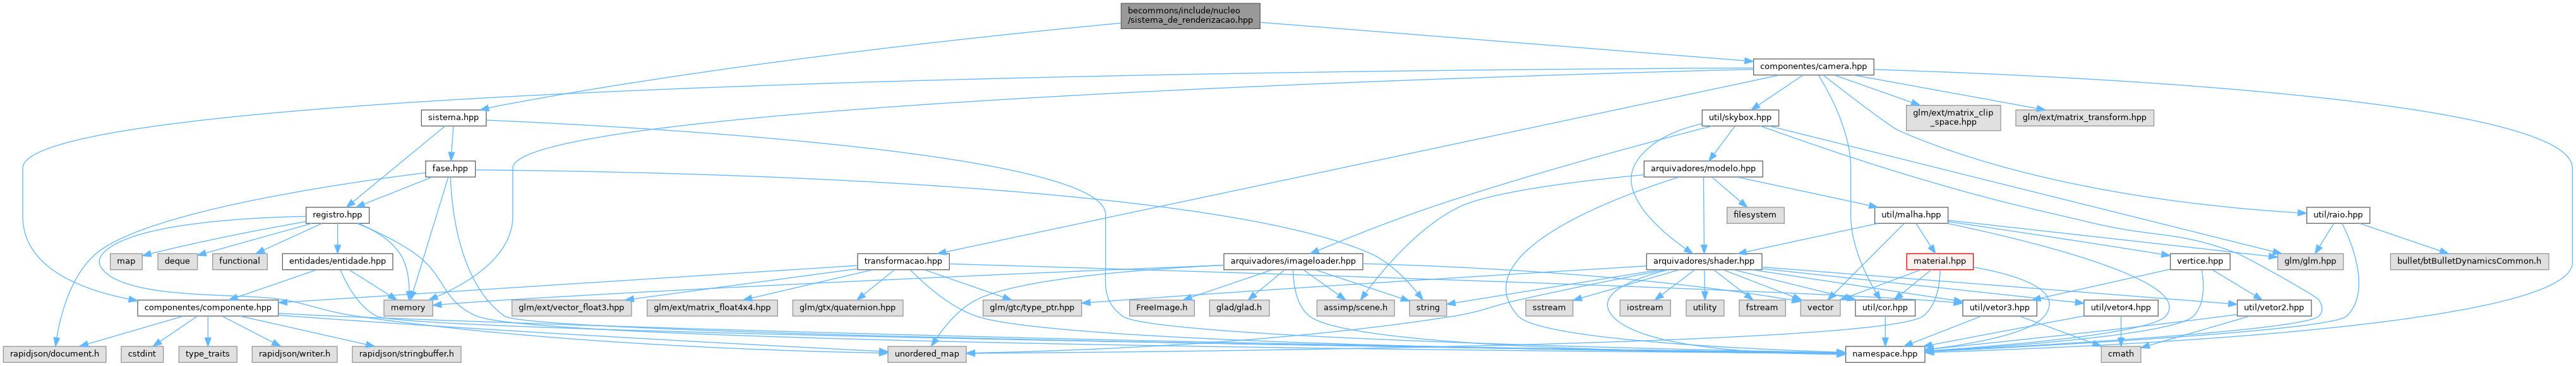 becommons/include/nucleo
/sistema_de_renderizacao.hpp
componentes/camera.hpp
sistema.hpp
util/skybox.hpp
glm/ext/matrix_clip
_space.hpp
glm/ext/matrix_transform.hpp
fase.hpp
arquivadores/modelo.hpp
registro.hpp
filesystem
util/malha.hpp
util/raio.hpp
map
deque
functional
entidades/entidade.hpp
transformacao.hpp
arquivadores/imageloader.hpp
arquivadores/shader.hpp
material.hpp
vertice.hpp
glm/glm.hpp
bullet/btBulletDynamicsCommon.h
componentes/componente.hpp
memory
glm/ext/vector_float3.hpp
glm/ext/matrix_float4x4.hpp
glm/gtx/quaternion.hpp
glm/gtc/type_ptr.hpp
FreeImage.h
glad/glad.h
assimp/scene.h
string
sstream
iostream
utility
fstream
vector
util/cor.hpp
util/vetor3.hpp
util/vetor4.hpp
util/vetor2.hpp
rapidjson/document.h
cstdint
type_traits
rapidjson/writer.h
rapidjson/stringbuffer.h
unordered_map
namespace.hpp
cmath